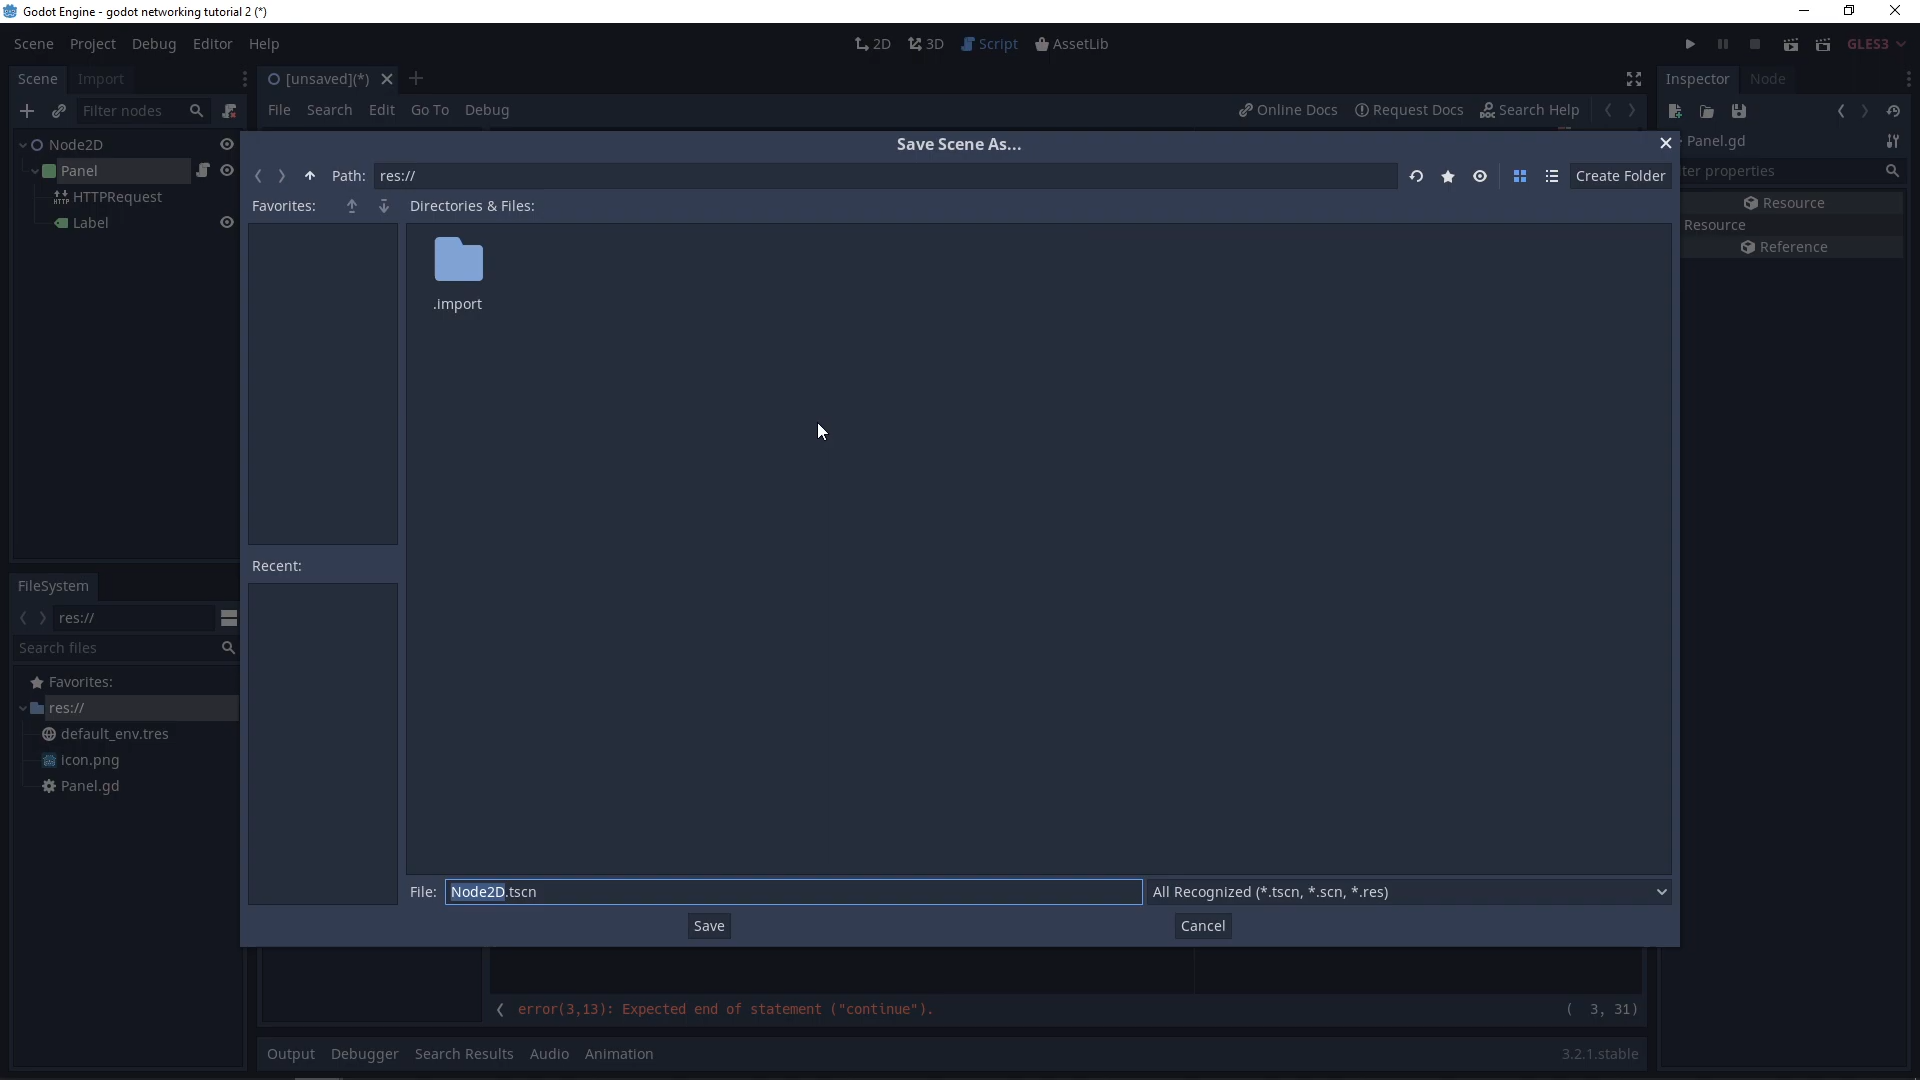 Godot Engine - godot networking tutorial 2 (*)
Scene Project Debug Editor Help
2D 3D Script AssetLib
GLES3
Scene Import
[unsaved](*)
Inspector Node
Filter nodes
File Search Edit Go To Debug
Online Docs Request Docs Search Help
Node2D
Save Scene As...
Panel.gd
Panel
Path: res://
Create Folder
ter properties
HTTPRequest
Favorites:
Directories & Files:
Resource
Label
Resource
Reference
.import
Recent:
FileSystem
res://
Search files
Favorites:
res://
default_env.tres
icon.png
Panel.gd
File: Node2D.tscn
All Recognized (*.tscn, *.scn, *.res)
Save
Cancel
error(3,13): Expected end of statement ("continue").
( 3, 31)
Output Debugger Search Results Audio Animation
3.2.1.stable